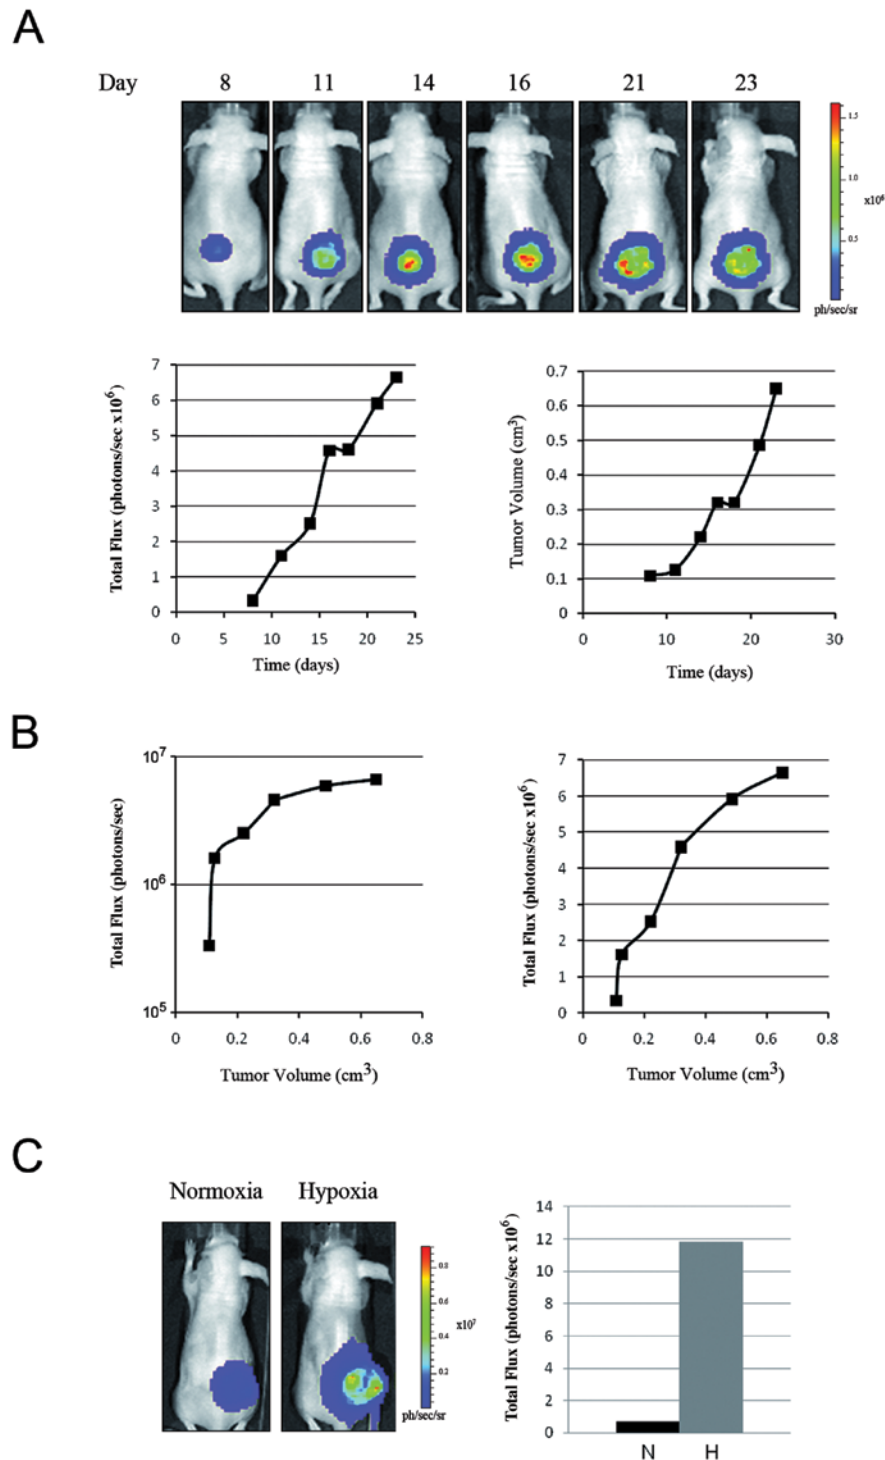 A
Day 8 11 14 16 21 23
1.5
1.0
x10⁶
0.5
ph/sec/sr
Total Flux (photons/sec x10⁶)
7
6
5
4
3
2
1
0
0 5 10 15 20 25
Time (days)
Tumor Volume (cm³)
0.7
0.6
0.5
0.4
0.3
0.2
0.1
0
0 10 20 30
Time (days)
B
Total Flux (photons/sec)
10⁷
10⁶
10⁵
0 0.2 0.4 0.6 0.8
Tumor Volume (cm³)
Total Flux (photons/sec x10⁶)
7
6
5
4
3
2
1
0
0 0.2 0.4 0.6 0.8
Tumor Volume (cm³)
C
Normoxia Hypoxia
0.8
0.6
x10⁷
0.4
0.2
ph/sec/sr
Total Flux (photons/sec x10⁶)
14
12
10
8
6
4
2
0
N H